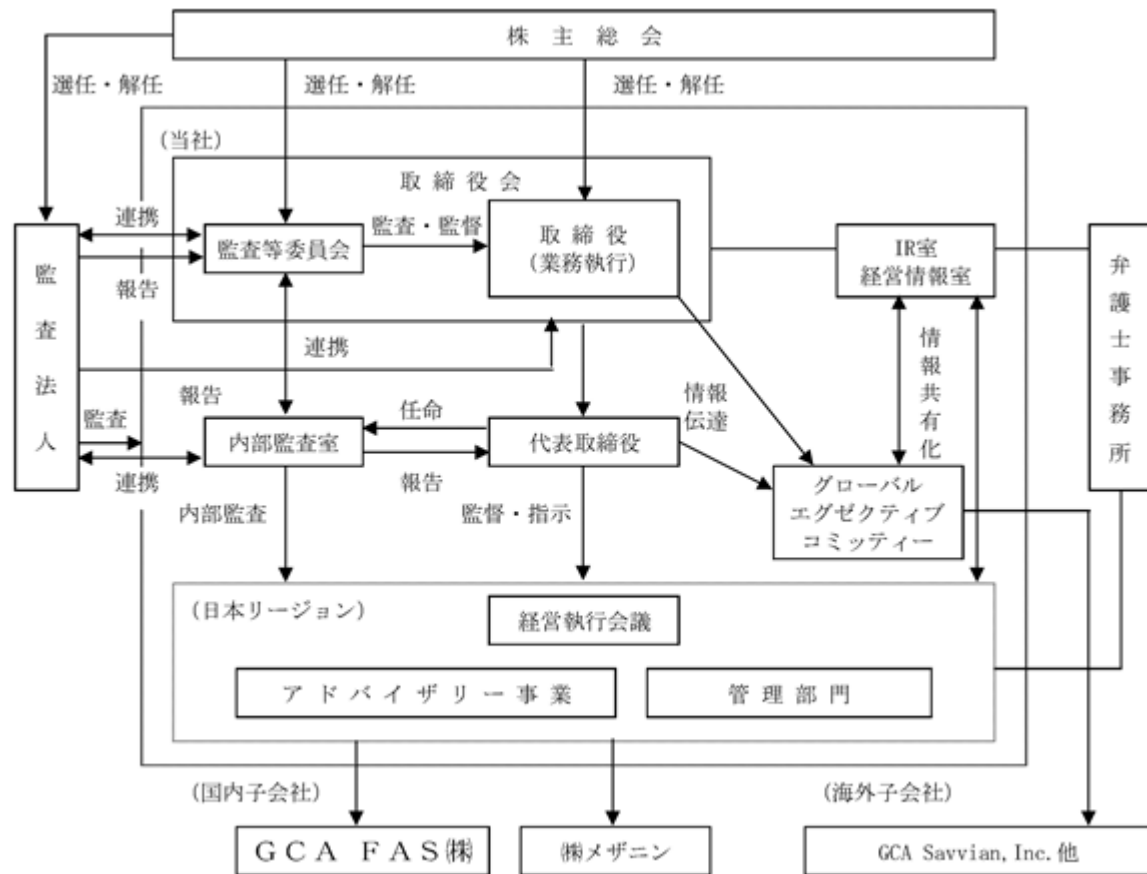 株主総会
選任・解任
選任・解任
選任・解任
(当社)
取締役会
連携
監査等委員会
監査・監督
取締役
(業務執行)
IR室
経営情報室
監査法人
弁護士事務所
報告
連携
情報共有化
報告
任命
情報
伝達
監査
内部監査室
代表取締役
連携
報告
グローバル
エグゼクティブ
コミッティー
内部監査
監督・指示
(日本リージョン)
経営執行会議
アドバイザリー事業
管理部門
(国内子会社)
(海外子会社)
GCA FAS㈱
㈱メザニン
GCA Savvian,Inc.他